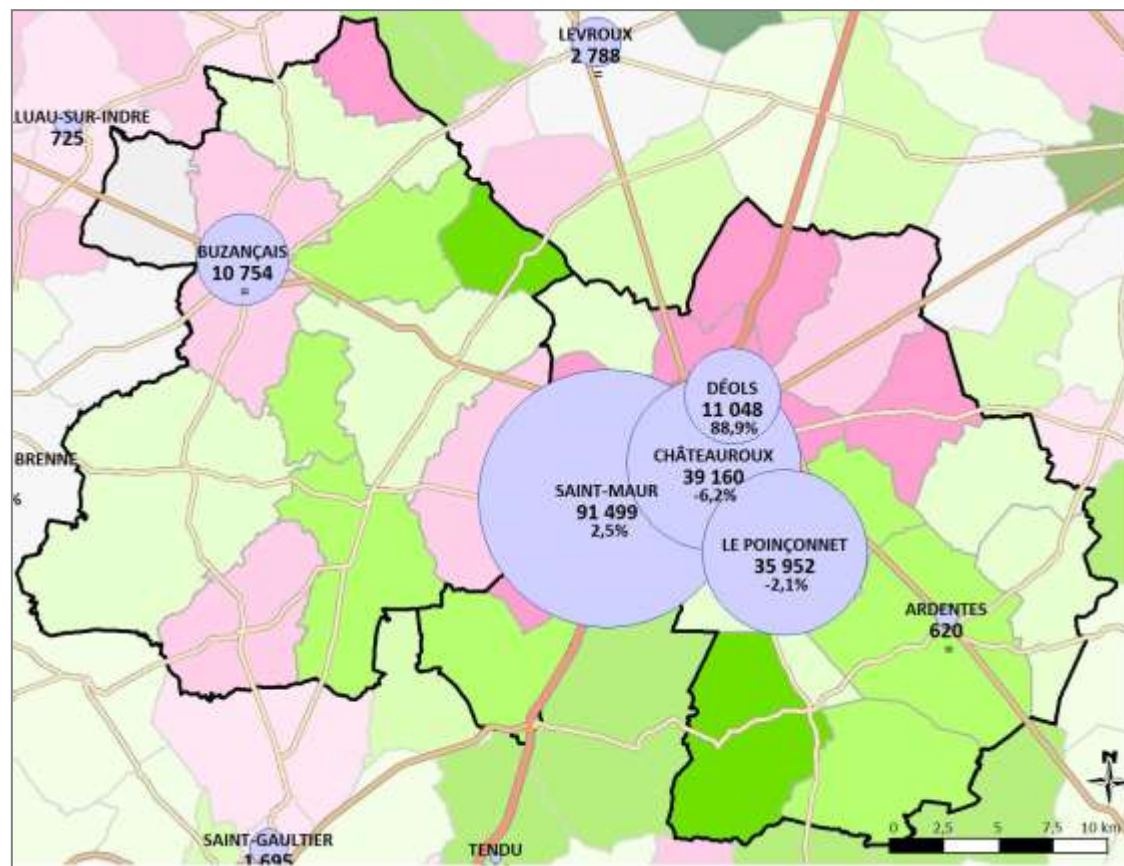 LEVROUX
2 788
=
LUAU-SUR-INDRE
725
BUZANÇAIS
10 754
=
DÉOLS
11 048
88,9%
CHÂTEAUROUX
39 160
-6,2%
SAINT-MAUR
91 499
2,5%
BRENNE
%
LE POINÇONNET
35 952
-2,1%
ARDENTES
620
=
N
0 2,5 5 7,5 10 km
SAINT-GAULTIER
1 695
TENDU